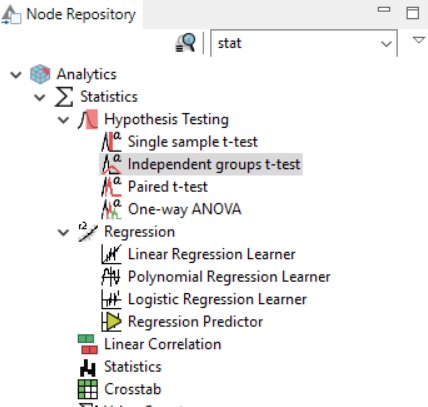 Node Repository
stat
Analytics
Statistics
Hypothesis Testing
Single sample t-test
Independent groups t-test
Paired t-test
One-way ANOVA
Regression
Linear Regression Learner
Polynomial Regression Learner
Logistic Regression Learner
Regression Predictor
Linear Correlation
Statistics
Crosstab